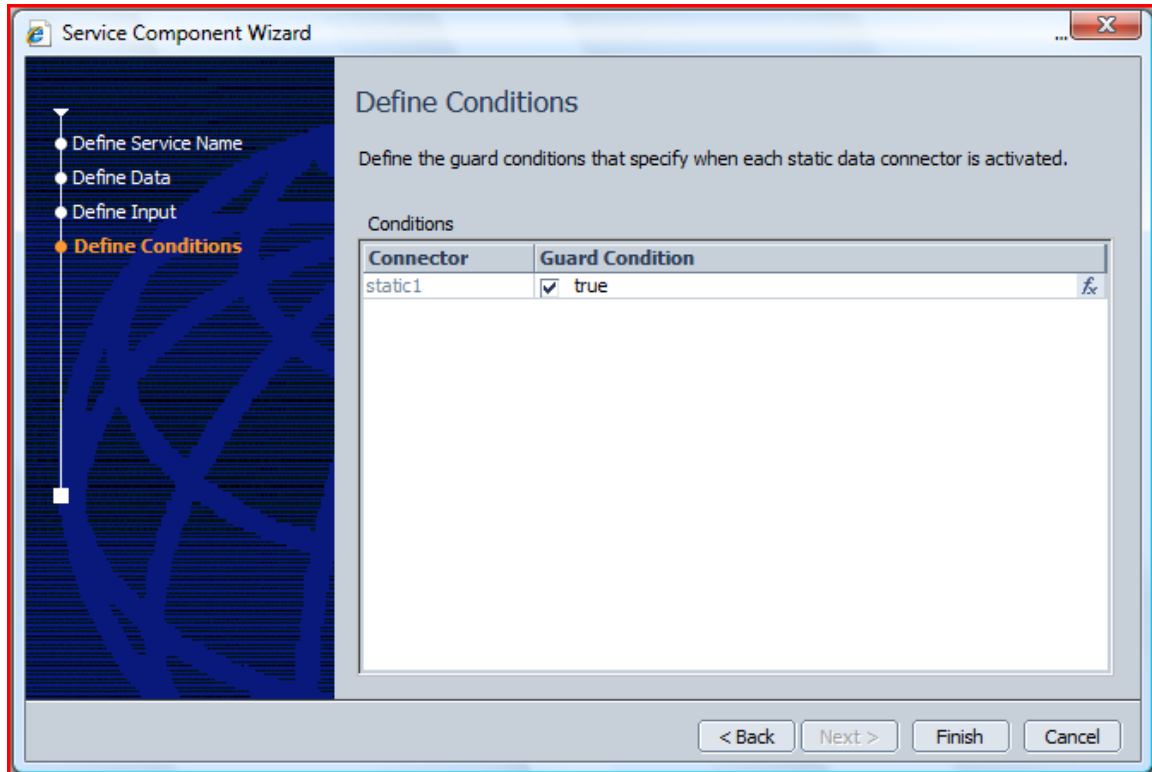 Service Component Wizard
...
X
Define Service Name
Define Data
Define Input
Define Conditions
Define Conditions
Define the guard conditions that specify when each static data connector is activated.
Conditions
Connector Guard Condition
static1 true fx
< Back Next > Finish Cancel